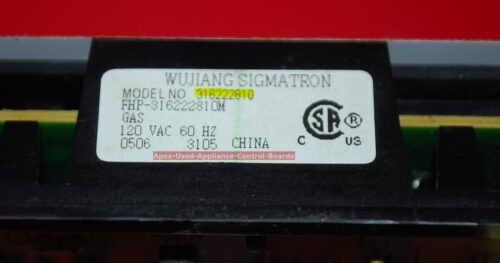 WUJIANG SIGMATRON
MODEL NO 316222810
FHP-316222810M
GAS
120 VAC 60 HZ
0506 3105 CHINA
Apex-Used-Appliance-Control-Boards
C SA ® US